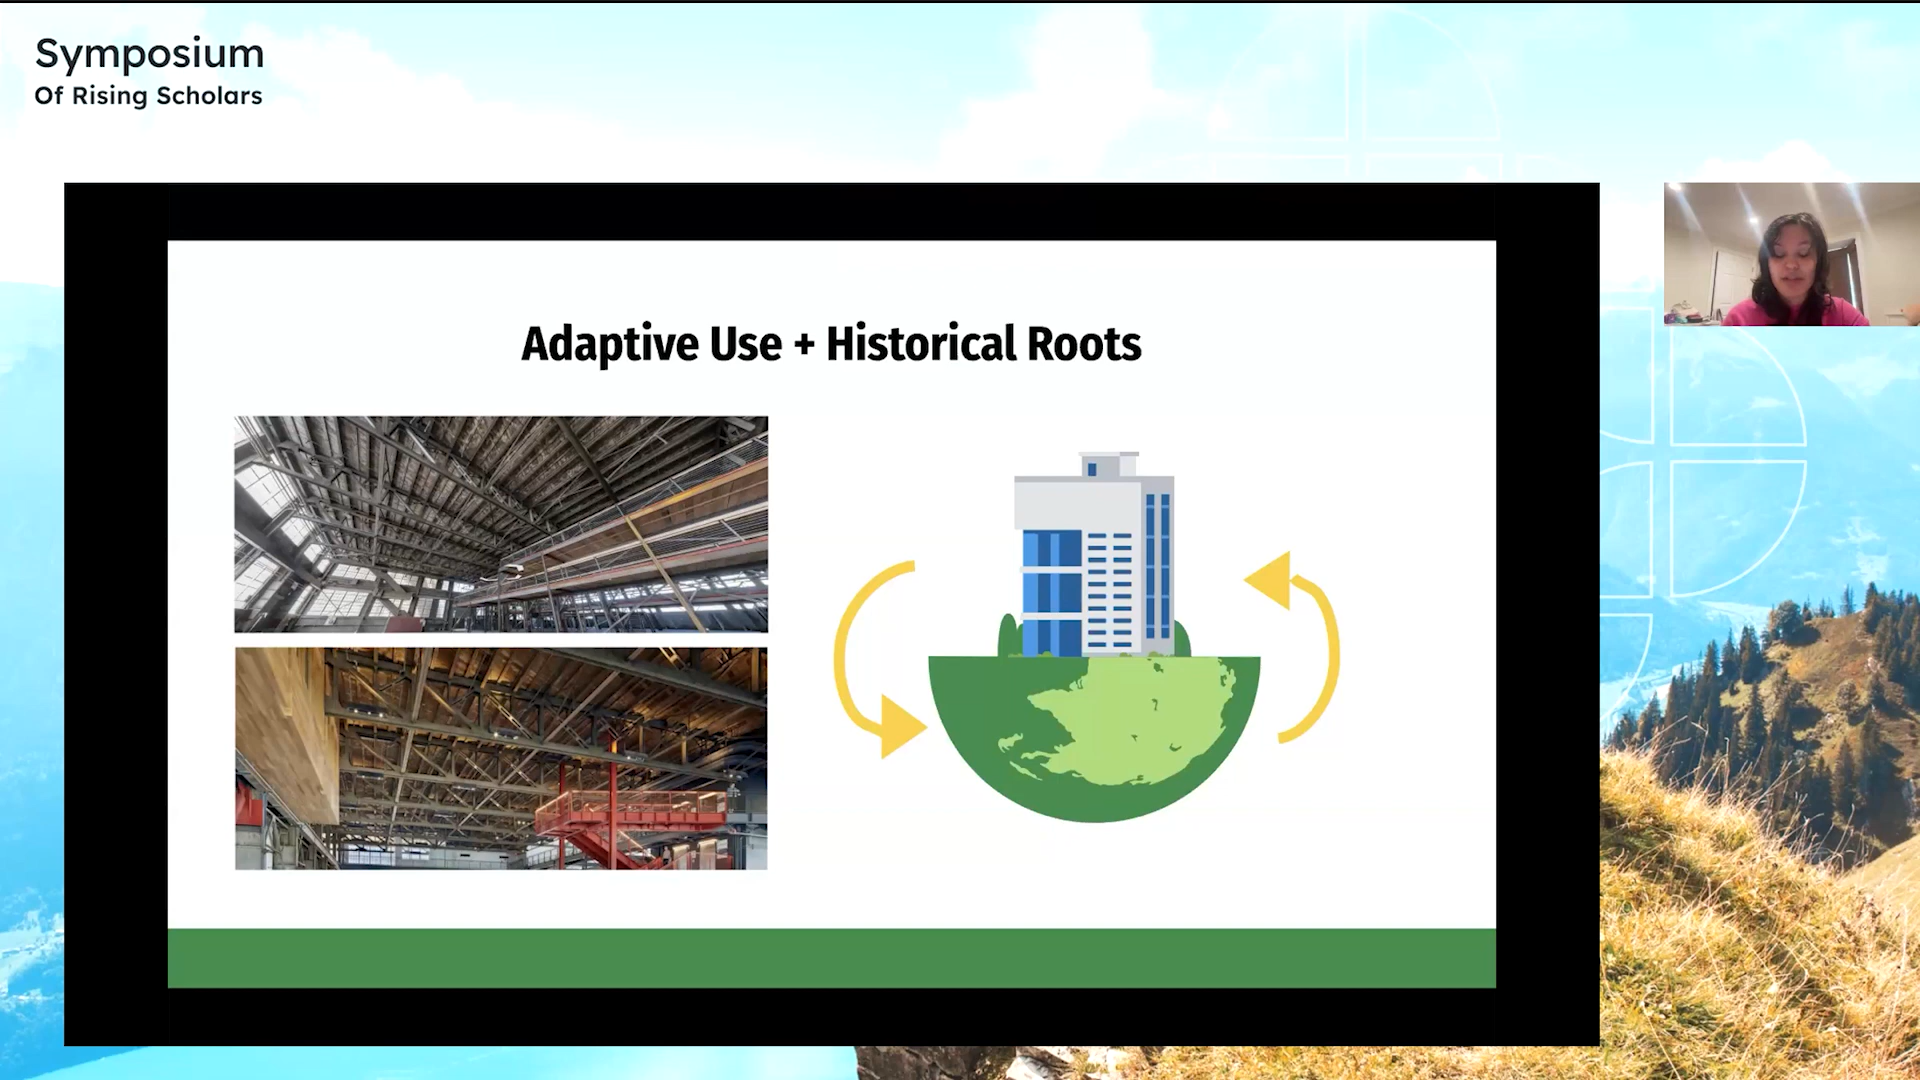 Symposium
Of Rising Scholars
Adaptive Use + Historical Roots